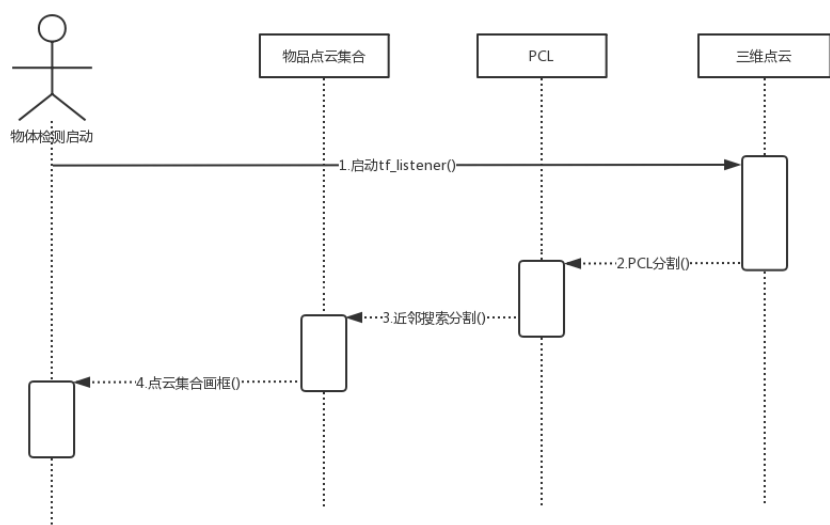 物品点云集合
PCL
三维点云
物体检测启动
1.启动tf_listener()
2.PCL分割()
3.近邻搜索分割()
4.点云集合画框()